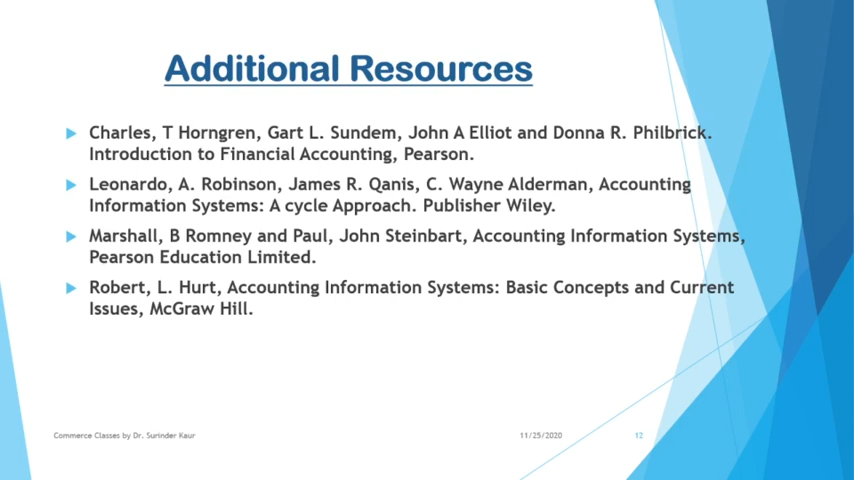 Additional Resources
Charles, T Horngren, Gart L. Sundem, John A Elliot and Donna R. Philbrick.
Introduction to Financial Accounting, Pearson.
Leonardo, A. Robinson, James R. Qanis, C. Wayne Alderman, Accounting
Information Systems: A cycle Approach. Publisher Wiley.
Marshall, B Romney and Paul, John Steinbart, Accounting Information Systems,
Pearson Education Limited.
Robert, L. Hurt, Accounting Information Systems: Basic Concepts and Current
Issues, McGraw Hill.
Commerce Classes by Dr. Surinder Kaur 11/25/2020 12